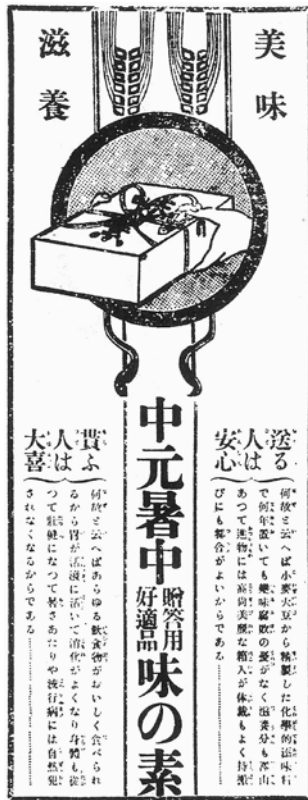 美味
滋養
中元暑中
贈答用
好適品
味の素
送る
人は
安心
何故と云へば小麥大豆から精製した化學的滋味料
で何年置いても變味腐敗の憂がなく滋養分も澤山
あつて進物には高尚美麗な箱入が体裁もよく持運
びにも都合がよいからである
貰ふ
人は
大喜
何故と云へばあらゆる飲食物がおいしく食べられ
るから胃が活潑に活いて消化がよくなり身體も從
つて壯健になつて暑さあたりや流行病には自然犯
されなくなるからである